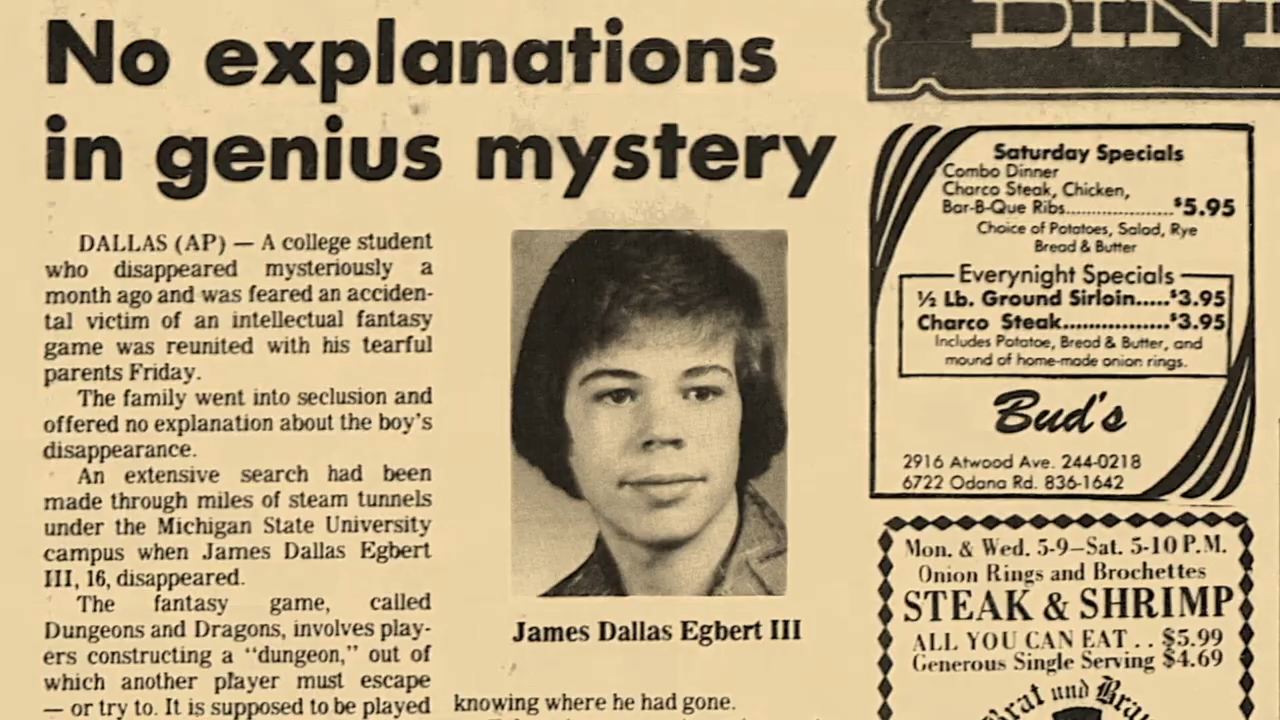 No explanations
in genius mystery
DALLAS (AP) — A college student
who disappeared mysteriously a
month ago and was feared an acciden-
tal victim of an intellectual fantasy
game was reunited with his tearful
parents Friday.
The family went into seclusion and
offered no explanation about the boy's
disappearance.
An extensive search had been
made through miles of steam tunnels
under the Michigan State University
campus when James Dallas Egbert
III, 16, disappeared.
The fantasy game, called
Dungeons and Dragons, involves play-
ers constructing a "dungeon," out of
which another player must escape
— or try to. It is supposed to be played
James Dallas Egbert III
knowing where he had gone.
Saturday Specials
Combo Dinner
Charco Steak, Chicken,
Bar-B-Que Ribs......................$5.95
Choice of Potatoes, Salad, Rye
Bread & Butter
Everynight Specials
½ Lb. Ground Sirloin.....$3.95
Charco Steak.................$3.95
Includes Potatoe, Bread & Butter, and
mound of home-made onion rings.
Bud's
2916 Atwood Ave. 244-0218
6722 Odana Rd. 836-1642
Mon. & Wed. 5-9–Sat. 5-10 P.M.
Onion Rings and Brochettes
STEAK & SHRIMP
ALL YOU CAN EAT . . $5.99
Generous Single Serving $4.69
und